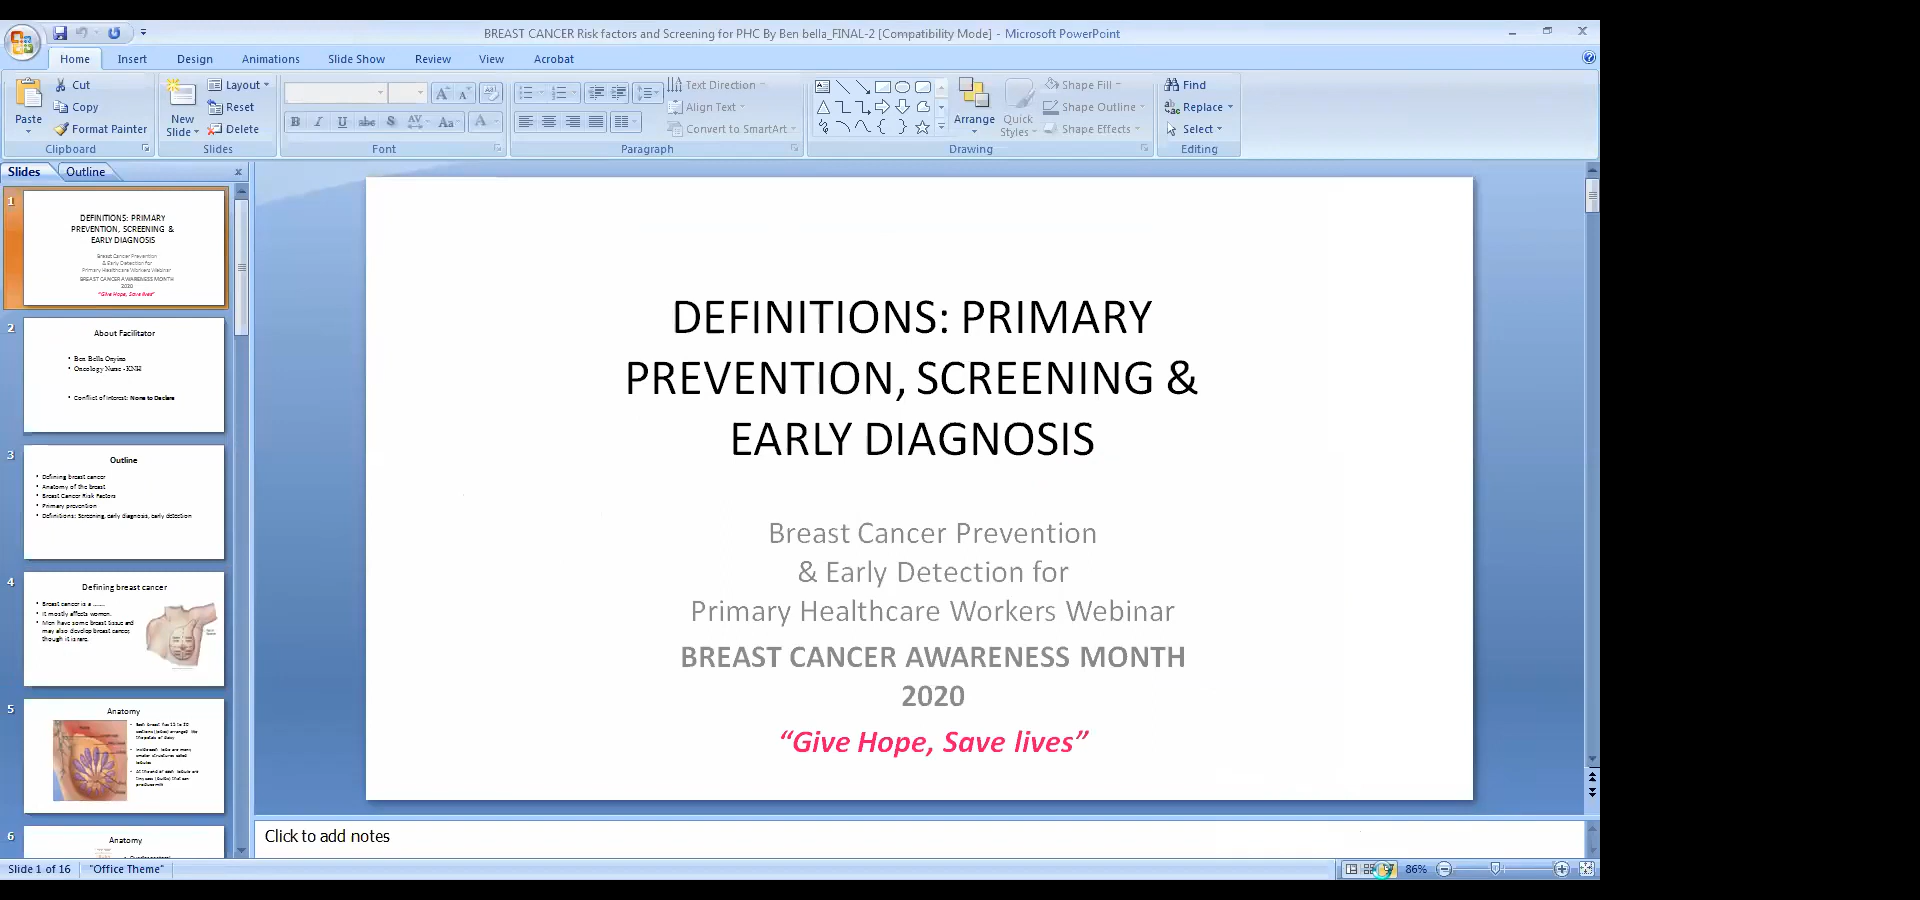 BREAST CANCER Risk factors and Screening for PHC By Ben bella_FINAL-2 [Compatibility Mode] - Microsoft PowerPoint
Home Insert Design Animations Slide Show Review View Acrobat
Cut Layout Text Direction Shape Fill Find
Copy Reset Align Text Shape Outline Replace
Paste New Arrange Quick
Format Painter Slide Delete Convert to SmartArt Styles Shape Effects Select
Clipboard Slides Font Paragraph Drawing Editing
Slides Outline
1
DEFINITIONS: PRIMARY
PREVENTION, SCREENING &
EARLY DIAGNOSIS
Breast Cancer Prevention
& Early Detection for
Primary Healthcare Workers Webinar
BREAST CANCER AWARENESS MONTH
2020
"Give Hope, Save lives"
2
About Facilitator
• Ben Bella Onyino
• Oncology Nurse - KNH
• Conflict of interest: None to Declare
3
Outline
• Defining breast cancer
• Anatomy of the breast
• Breast Cancer Risk Factors
• Primary prevention
• Definitions: Screening, early diagnosis, early detection
4
Defining breast cancer
• Breast cancer is a ......
• It mostly affects women.
• Men have some breast tissue and
may also develop breast cancer,
though it is rare.
5
Anatomy
6
Anatomy
DEFINITIONS: PRIMARY
PREVENTION, SCREENING &
EARLY DIAGNOSIS
Breast Cancer Prevention
& Early Detection for
Primary Healthcare Workers Webinar
BREAST CANCER AWARENESS MONTH
2020
“Give Hope, Save lives”
Click to add notes
Slide 1 of 16 "Office Theme" 86%